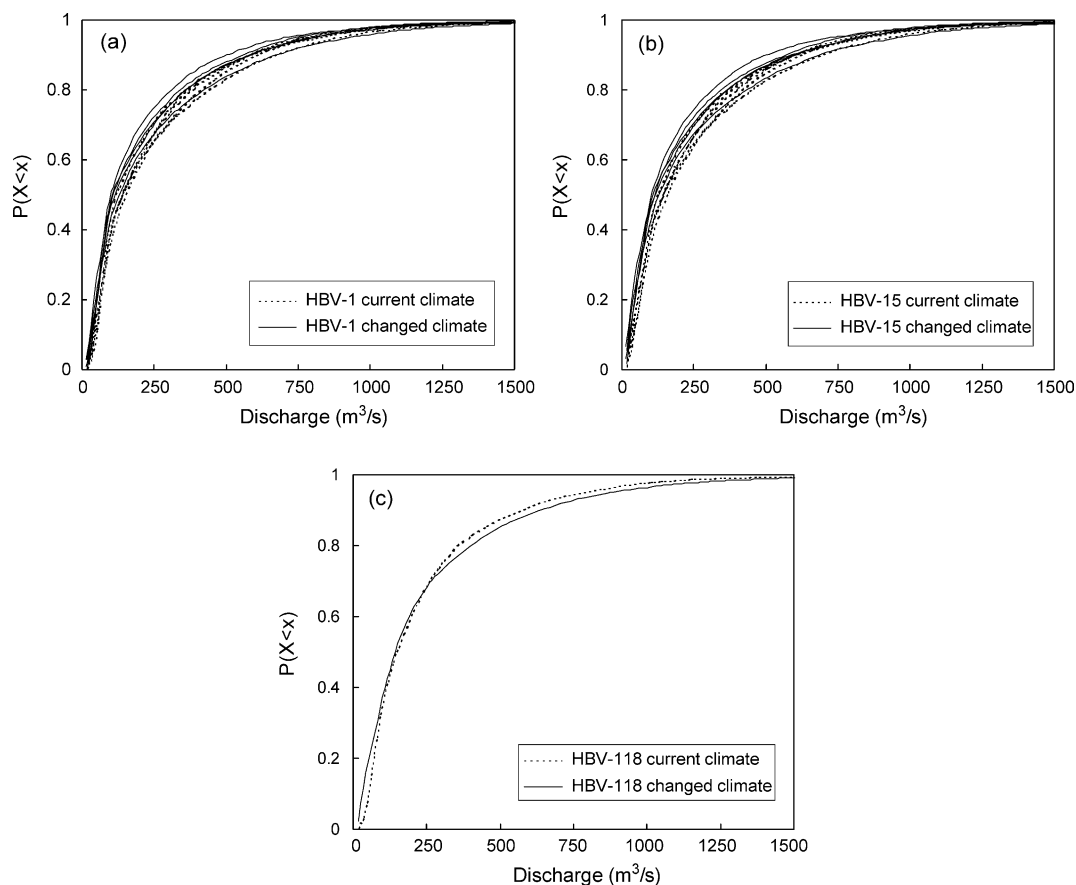 (a)
1
0.8
0.6
0.4
0.2
0
P(X<x)
HBV-1 current climate
HBV-1 changed climate
0 250 500 750 1000 1250 1500
Discharge (m³/s)
(b)
1
0.8
0.6
0.4
0.2
0
P(X<x)
HBV-15 current climate
HBV-15 changed climate
0 250 500 750 1000 1250 1500
Discharge (m³/s)
(c)
1
0.8
0.6
0.4
0.2
0
P(X<x)
HBV-118 current climate
HBV-118 changed climate
0 250 500 750 1000 1250 1500
Discharge (m³/s)